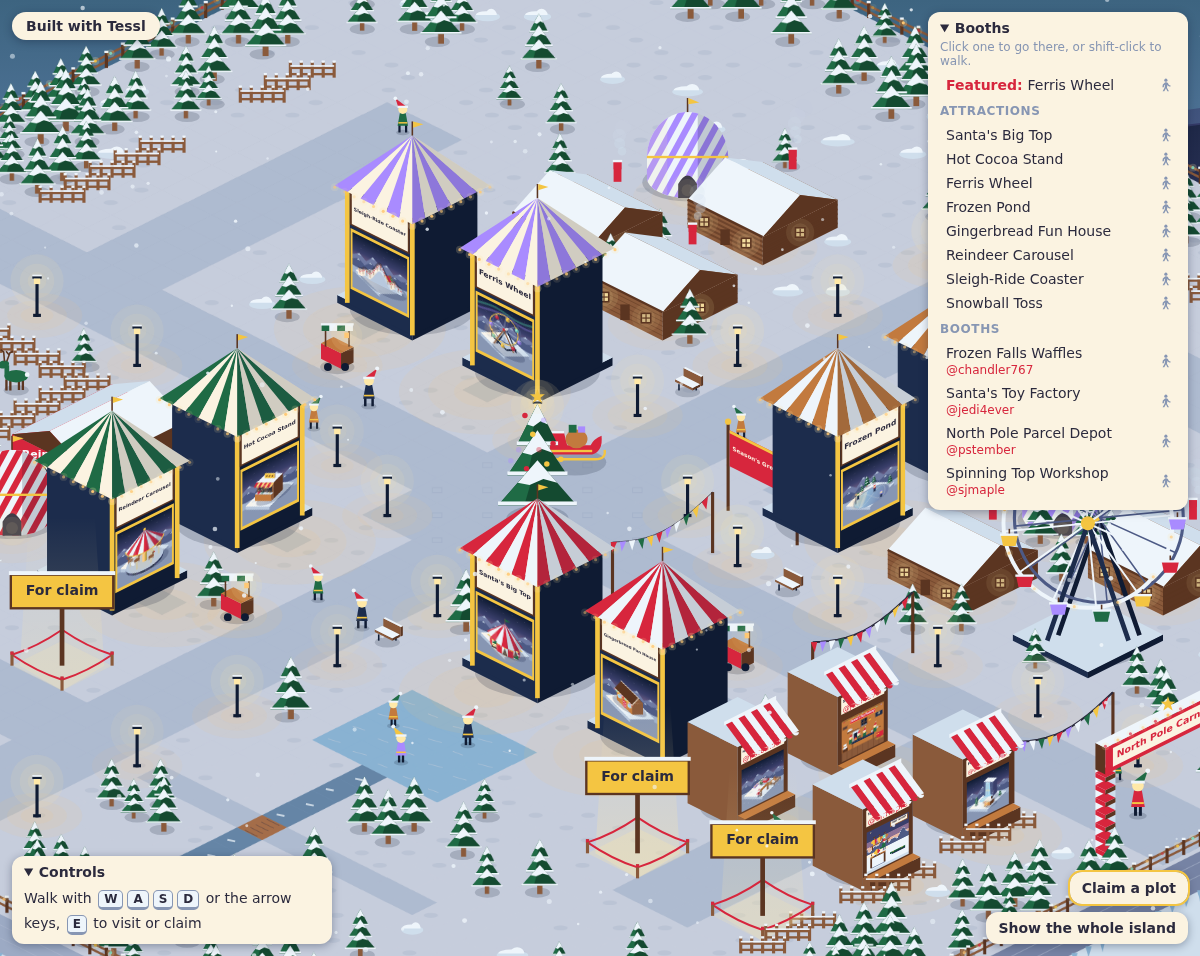 Built with Tessl
▼ Booths
Click one to go there, or shift-click to
walk.
Featured: Ferris Wheel
ATTRACTIONS
Santa's Big Top
Hot Cocoa Stand
Ferris Wheel
Frozen Pond
Gingerbread Fun House
Reindeer Carousel
Sleigh-Ride Coaster
Snowball Toss
BOOTHS
Frozen Falls Waffles
@chandler767
Santa's Toy Factory
@jedi4ever
North Pole Parcel Depot
@pstember
Spinning Top Workshop
@sjmaple
Sleigh-Ride Coaster
Ferris Wheel
Hot Cocoa Stand
Frozen Pond
Reindeer Carousel
Season's Gre
Santa's Big Top
Gingerbread Fun House
For claim
North Pole Carn
For claim
For claim
▼ Controls
Walk with W A S D or the arrow
keys, E to visit or claim
Claim a plot
Show the whole island